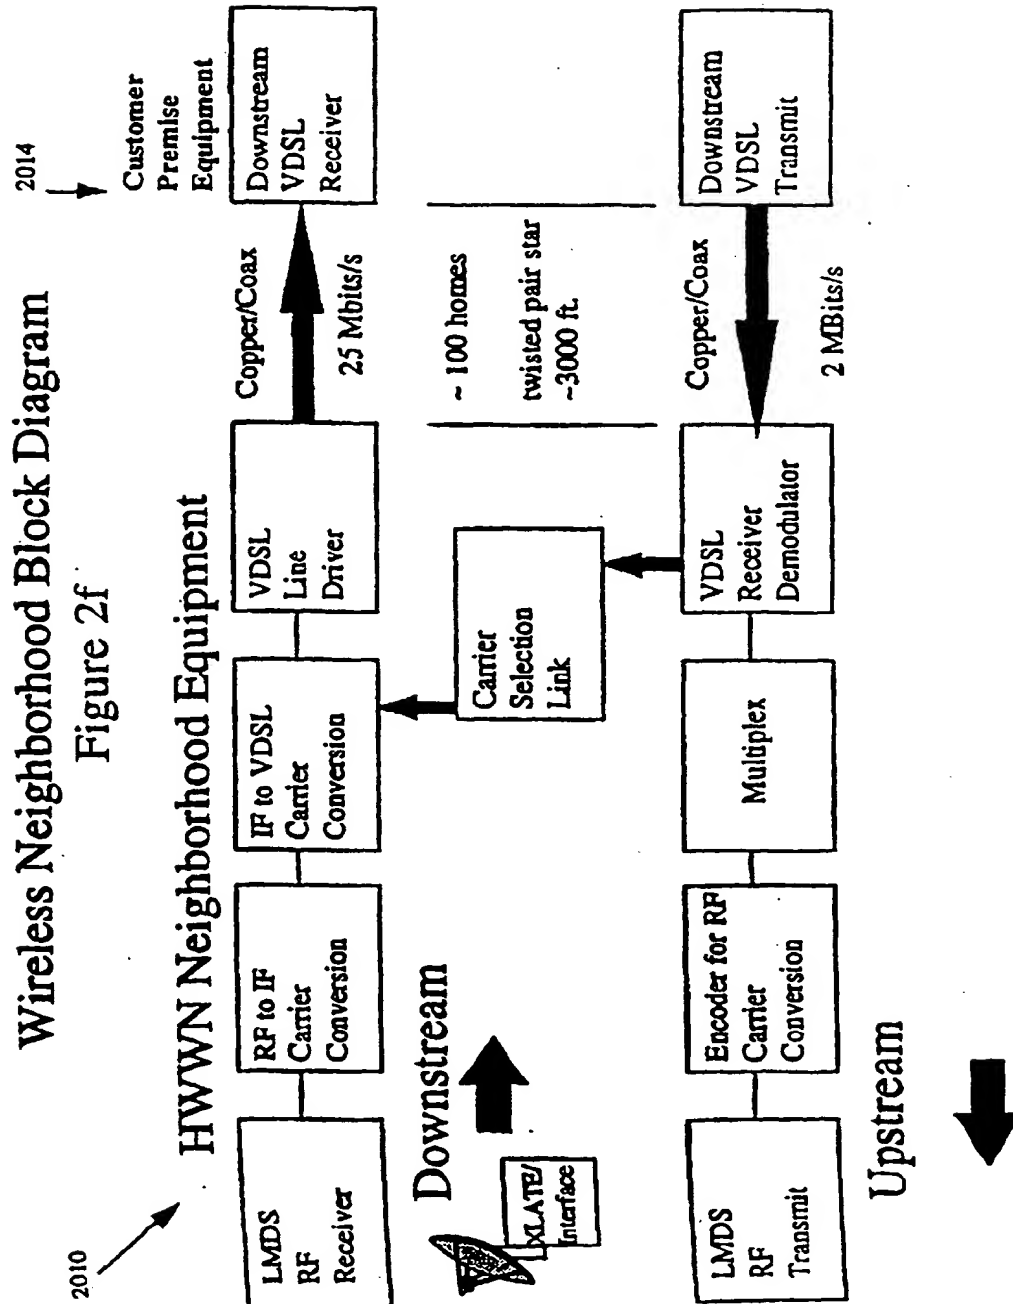 Wireless Neighborhood Block Diagram
Figure 2f
2010
HWWN Neighborhood Equipment
2014
Customer
Premise
Equipment
LMDS
RF
Receiver
RF to IF
Carrier
Conversion
IF to VDSL
Carrier
Conversion
VDSL
Line
Driver
Copper/Coax
25 Mbits/s
Downstream
VDSL
Receiver
Downstream
XLATE/
Interface
Carrier
Selection
Link
~ 100 homes
twisted pair star
~3000 ft.
LMDS
RF
Transmit
Encoder for RF
Carrier
Conversion
Multiplex
VDSL
Receiver
Demodulator
Copper/Coax
2 MBits/s
Downstream
VDSL
Transmit
Upstream